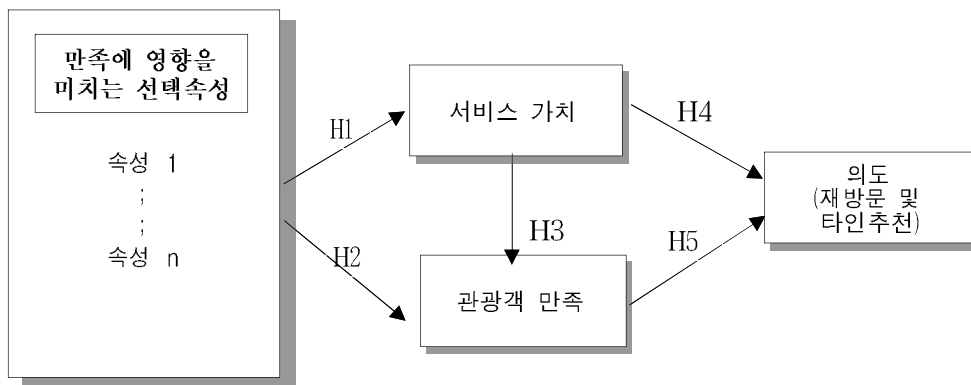 만족에 영향을
미치는 선택속성
속성 1
;
;
속성 n
H1
H2
서비스 가치
H3
관광객 만족
H4
H5
의도
(재방문 및
타인추천)